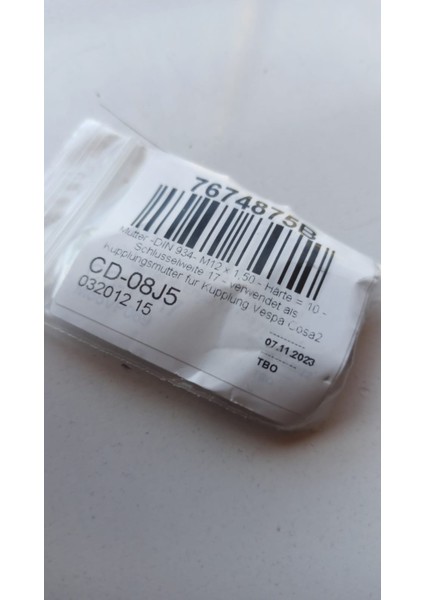 7674875B
Mutter -DIN 934- M12 x 1,50 - Härte = 10 -
Schlüsselweite 17 - verwendet als
Kupplungsmutter für Kupplung Vespa Cosa2
CD-08J5
032012 15
07.11.2023
TBO